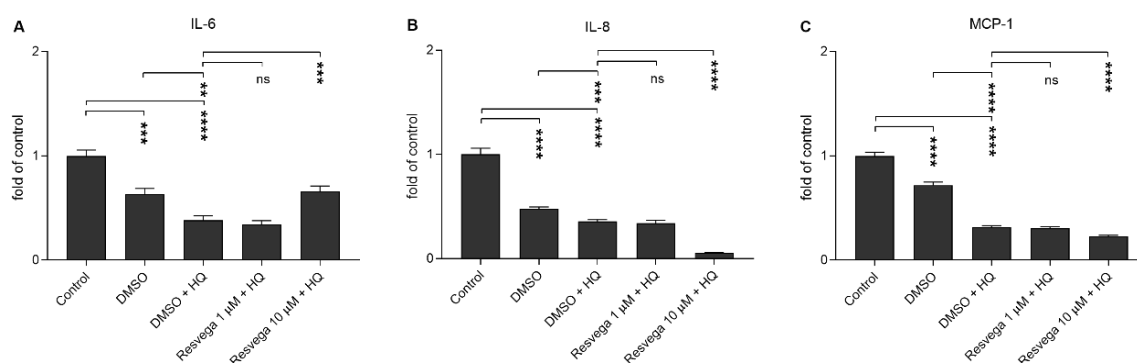 A
IL-6
fold of control
2
1
0
***
**
****
ns
***
Control
DMSO
DMSO + HQ
Resvega 1 µM + HQ
Resvega 10 µM + HQ
B
IL-8
fold of control
2
1
0
****
***
****
ns
****
Control
DMSO
DMSO + HQ
Resvega 1 µM + HQ
Resvega 10 µM + HQ
C
MCP-1
fold of control
2
1
0
****
****
****
ns
****
Control
DMSO
DMSO + HQ
Resvega 1 µM + HQ
Resvega 10 µM + HQ